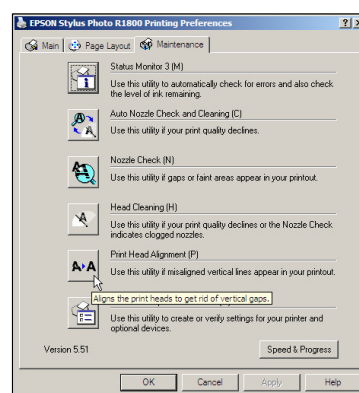 EPSON Stylus Photo R1800 Printing Preferences
Main Page Layout Maintenance
Status Monitor 3 (M)
Use this utility to automatically check for errors and also check
the level of ink remaining.
Auto Nozzle Check and Cleaning (C)
Use this utility if your print quality declines.
Nozzle Check (N)
Use this utility if gaps or faint areas appear in your printout.
Head Cleaning (H)
Use this utility if your print quality declines or the Nozzle Check
indicates clogged nozzles.
Print Head Alignment (P)
Use this utility if misaligned vertical lines appear in your printout.
Aligns the print heads to get rid of vertical gaps.
Use this utility to create or verify settings for your printer and
optional devices.
Version 5.51 Speed & Progress
OK Cancel Apply Help